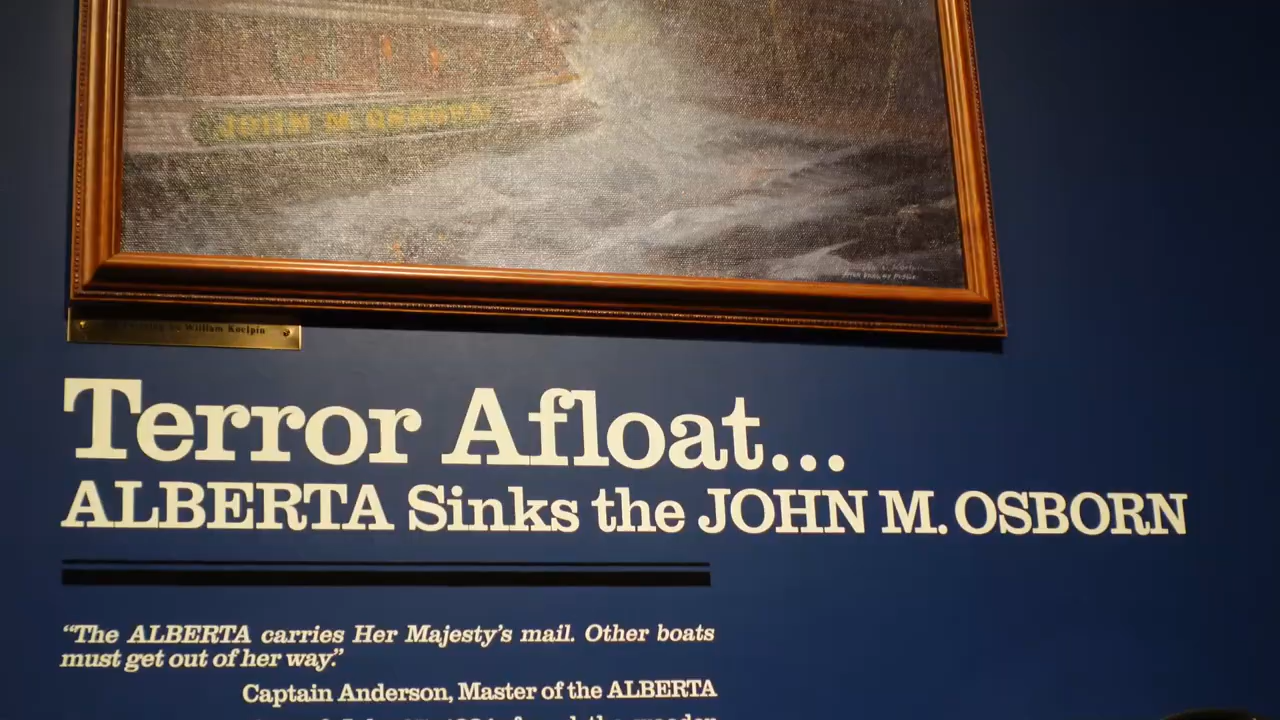 JOHN M. OSBORN
by William Koelpin
Terror Afloat...
ALBERTA Sinks the JOHN M. OSBORN
“The ALBERTA carries Her Majesty’s mail. Other boats
must get out of her way.”
Captain Anderson, Master of the ALBERTA